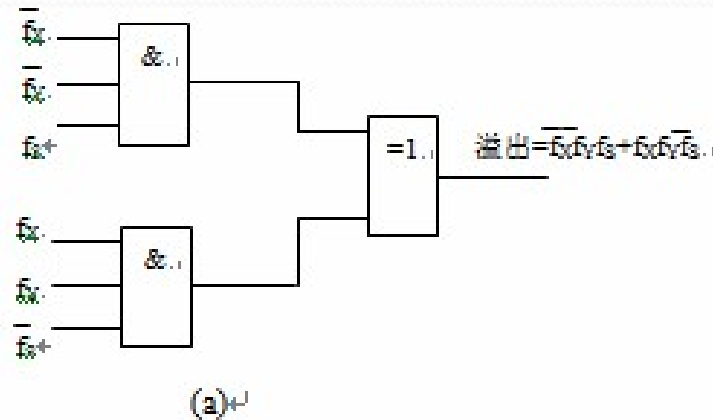 f̅x
&
f̅x
fs
=1
溢出=f̅xf̅yfs+fxfyf̅s
fx
&
fx
f̅s
(a)